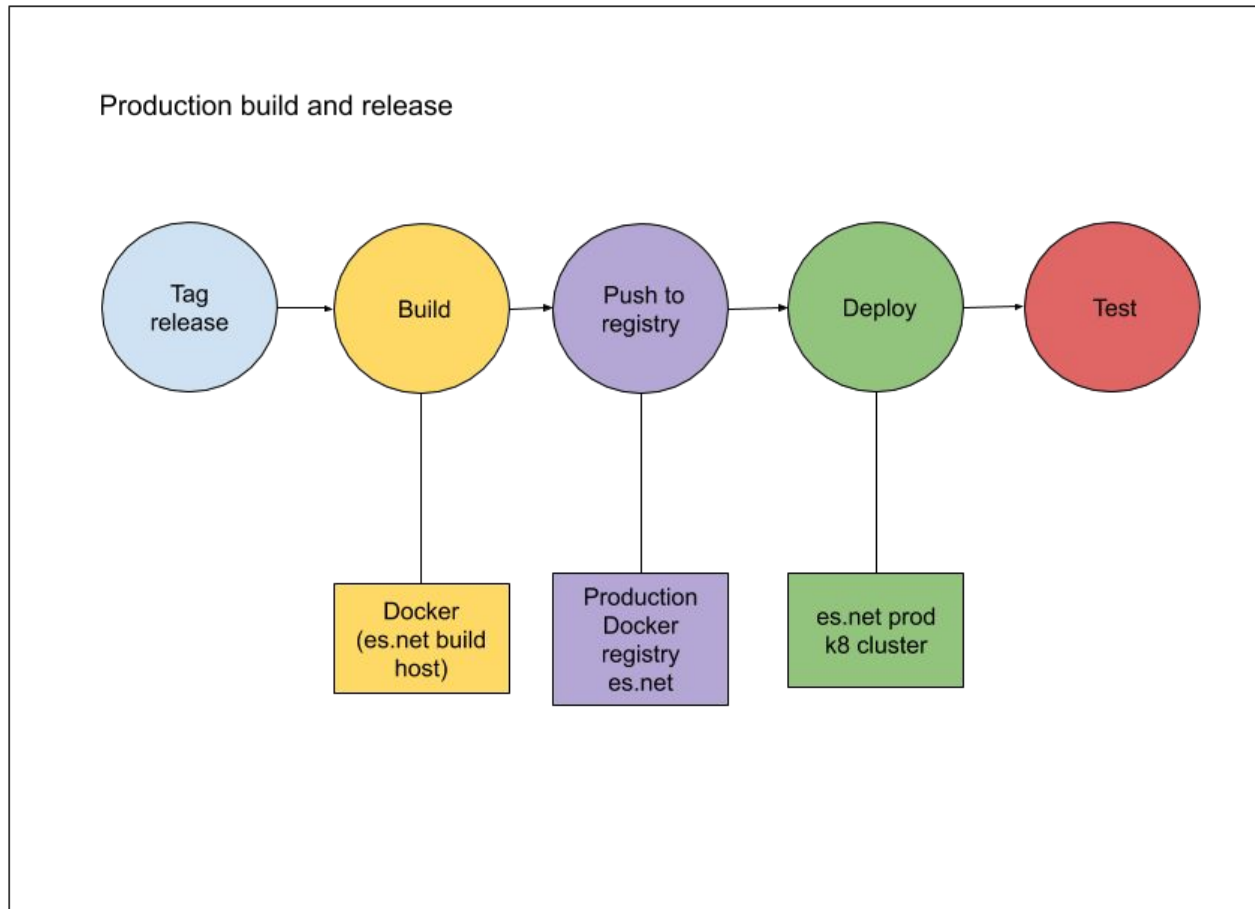 Production build and release
Tag
release
Build
Push to
registry
Deploy
Test
Docker
(es.net build
host)
Production
Docker
registry
es.net
es.net prod
k8 cluster